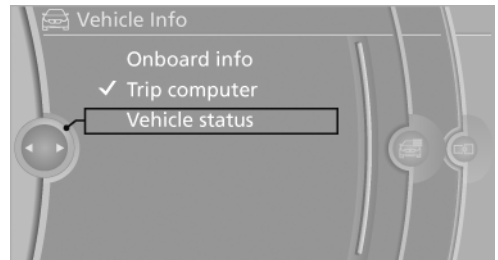 Vehicle Info
Onboard info
Trip computer
Vehicle status